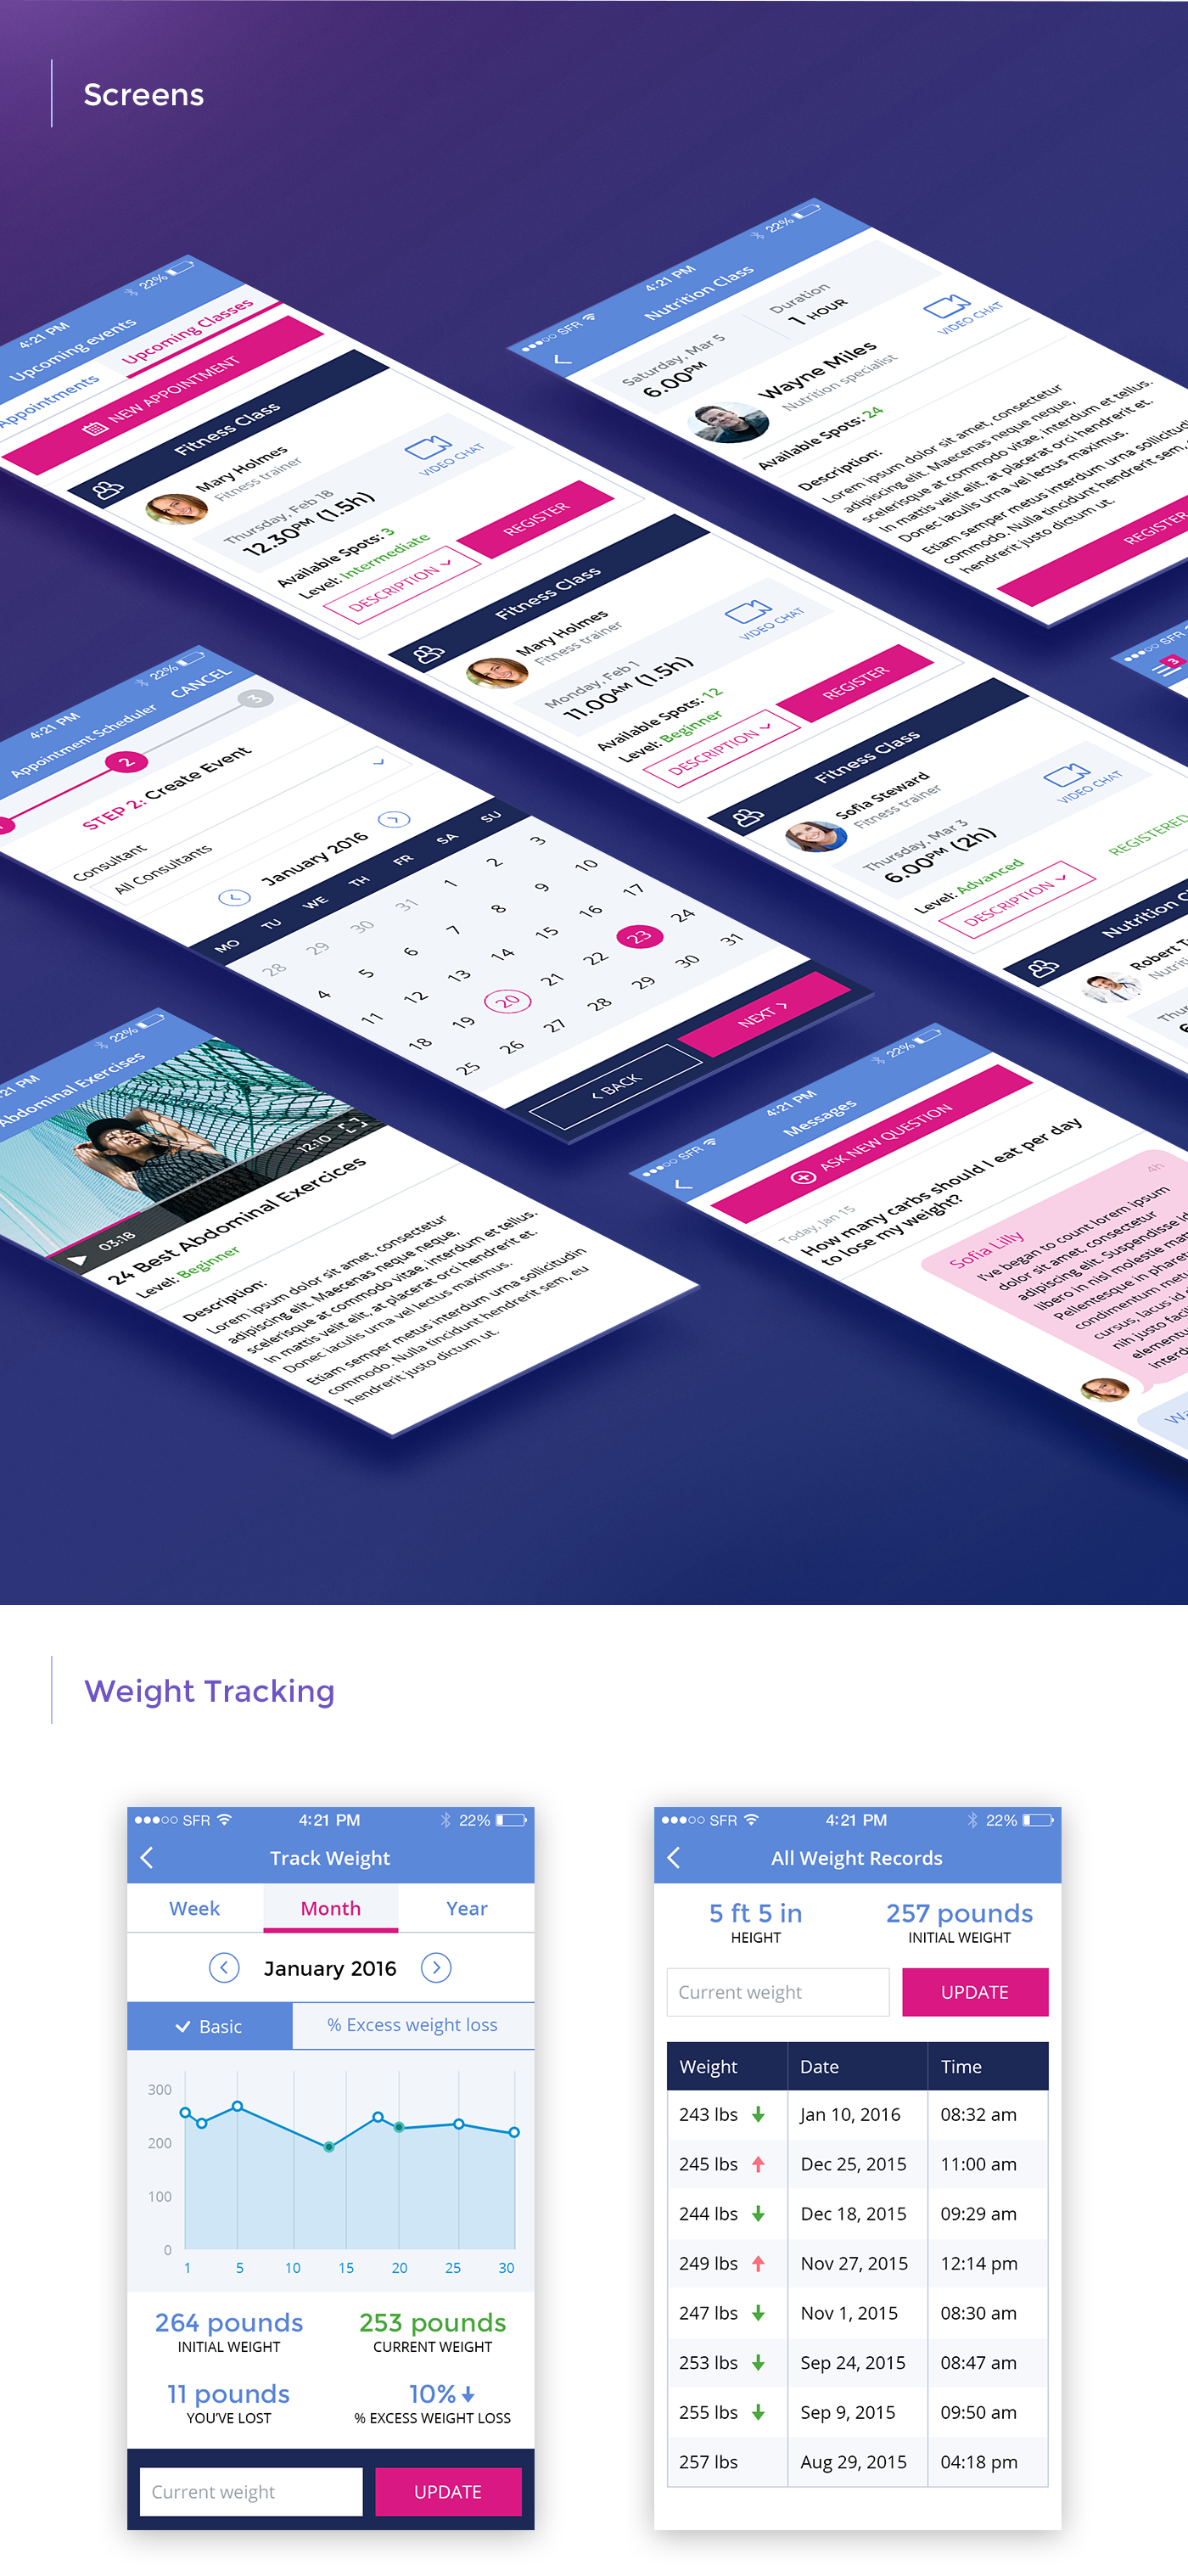 Screens
4:21 PM 22%
Upcoming events
Appointments Upcoming Classes
NEW APPOINTMENT
Fitness Class
Mary Holmes
Fitness trainer
VIDEO CHAT
Thursday, Feb 18
12.30PM (1.5h)
Available Spots: 3
Level: Intermediate
DESCRIPTION REGISTER
Fitness Class
Mary Holmes
Fitness trainer
VIDEO CHAT
Monday, Feb 1
11.00AM (1.5h)
Available Spots: 12
Level: Beginner
DESCRIPTION REGISTER
Fitness Class
Sofia Steward
Fitness trainer
VIDEO CHAT
Thursday, Mar 3
6.00PM (2h)
Level: Advanced
DESCRIPTION REGISTERED
Nutrition
Robert
SFR 4:21 PM 22%
Nutrition Class
Saturday, Mar 5
6.00PM
Duration
1 HOUR
Wayne Miles
Nutrition specialist
VIDEO CHAT
Available Spots: 24
Description:
Lorem ipsum dolor sit amet, consectetur
adipiscing elit. Maecenas neque neque,
scelerisque at commodo vitae, interdum et tellus.
In mattis velit elit, at placerat orci hendrerit et.
Donec iaculis urna vel lectus maximus.
Etiam semper metus interdum urna sollicitudi
commodo. Nulla tincidunt hendrerit sem,
hendrerit justo dictum ut.
REGISTER
SFR
3
4:21 PM 22%
Appointment Scheduler CANCEL
1 2 3
STEP 2: Create Event
Consultant
All Consultants
January 2016
MO TU WE TH FR SA SU
28 29 30 31 1 2 3
4 5 6 7 8 9 10
11 12 13 14 15 16 17
18 19 20 21 22 23 24
25 26 27 28 29 30 31
BACK NEXT
:21 PM 22%
Abdominal Exercises
03:18 12:10
24 Best Abdominal Exercices
Level: Beginner
Description:
Lorem ipsum dolor sit amet, consectetur
adipiscing elit. Maecenas neque neque,
scelerisque at commodo vitae, interdum et tellus.
In mattis velit elit, at placerat orci hendrerit et.
Donec iaculis urna vel lectus maximus.
Etiam semper metus interdum urna sollicitudin
commodo. Nulla tincidunt hendrerit sem, eu
hendrerit justo dictum ut.
SFR 4:21 PM 22%
Messages
ASK NEW QUESTION
Today, Jan 15
How many carbs should I eat per day
to lose my weight?
Sofia Lilly 4h
I've began to count lorem ipsum
dolor sit amet, consectetur
adipiscing elit. Suspendisse id
libero in nisl molestie
Pellentesque in
condimentum
cursus, lacus id
nih justo
Weight Tracking
SFR 4:21 PM 22%
Track Weight
Week Month Year
January 2016
Basic % Excess weight loss
300
200
100
0
1 5 10 15 20 25 30
264 pounds 253 pounds
INITIAL WEIGHT CURRENT WEIGHT
11 pounds 10%
YOU'VE LOST % EXCESS WEIGHT LOSS
Current weight UPDATE
SFR 4:21 PM 22%
All Weight Records
5 ft 5 in 257 pounds
HEIGHT INITIAL WEIGHT
Current weight UPDATE
Weight Date Time
243 lbs Jan 10, 2016 08:32 am
245 lbs Dec 25, 2015 11:00 am
244 lbs Dec 18, 2015 09:29 am
249 lbs Nov 27, 2015 12:14 pm
247 lbs Nov 1, 2015 08:30 am
253 lbs Sep 24, 2015 08:47 am
255 lbs Sep 9, 2015 09:50 am
257 lbs Aug 29, 2015 04:18 pm